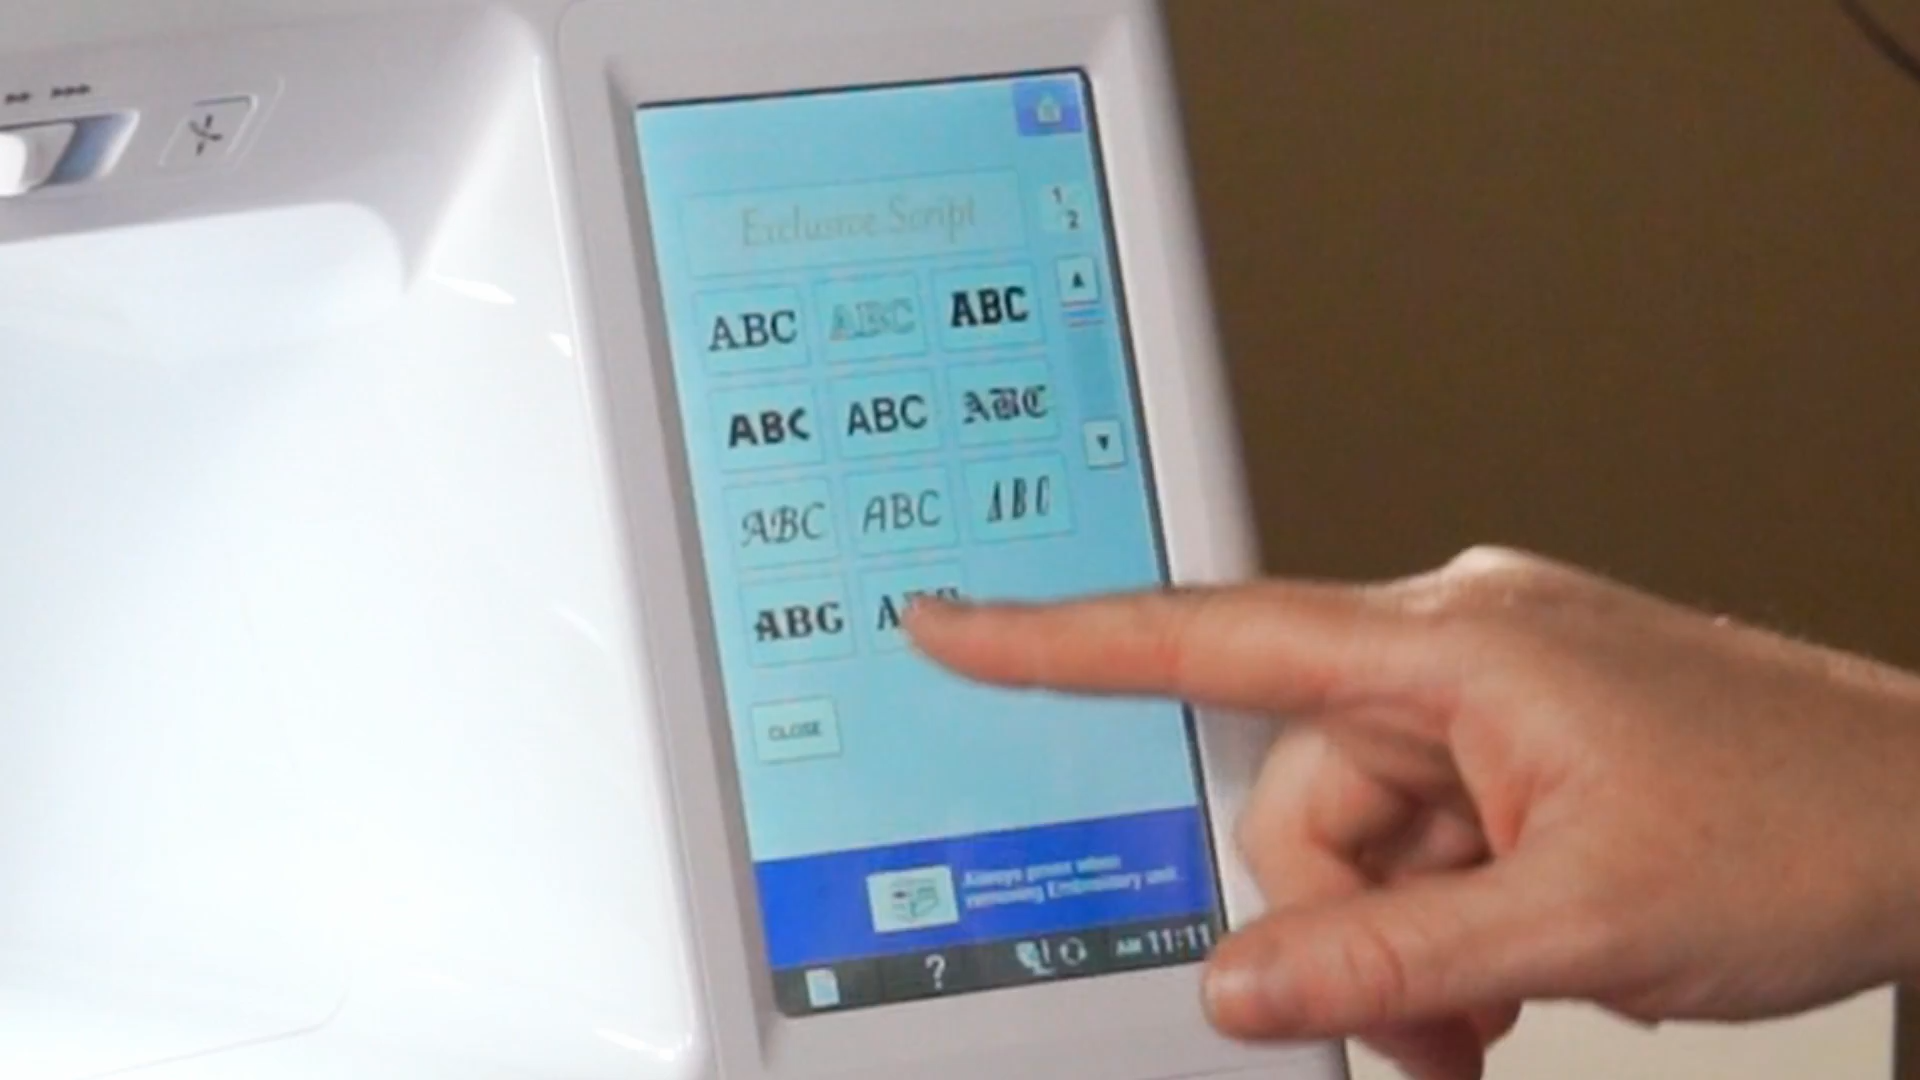 Exclusive Script
1
2
ABC ABC ABC
ABC ABC ABC
ABC ABC ABC
ABC
CLOSE
Always press when
removing Embroidery unit.
? AM 11:11